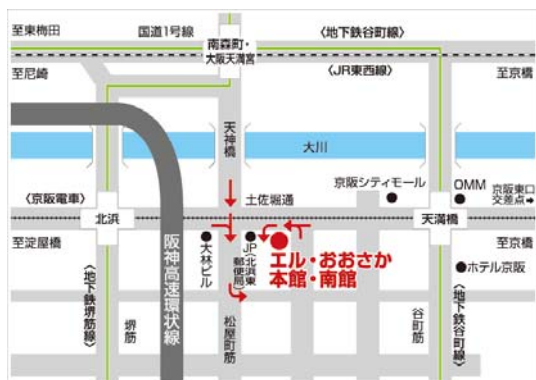 至東梅田
国道1号線
南森町・
大阪天満宮
〈地下鉄谷町線〉
至尼崎
〈JR東西線〉
至京橋
天神橋
大川
〈京阪電車〉
土佐堀通
京阪シティモール
OMM
京阪東口
交差点➡
北浜
天満橋
至淀屋橋
阪神高速環状線
大林ビル
JP(北浜東
郵便局)
エル・おおさか
本館・南館
至京橋
ホテル京阪
〈地下鉄堺筋線〉
堺筋
松屋町筋
谷町筋
〈地下鉄谷町線〉